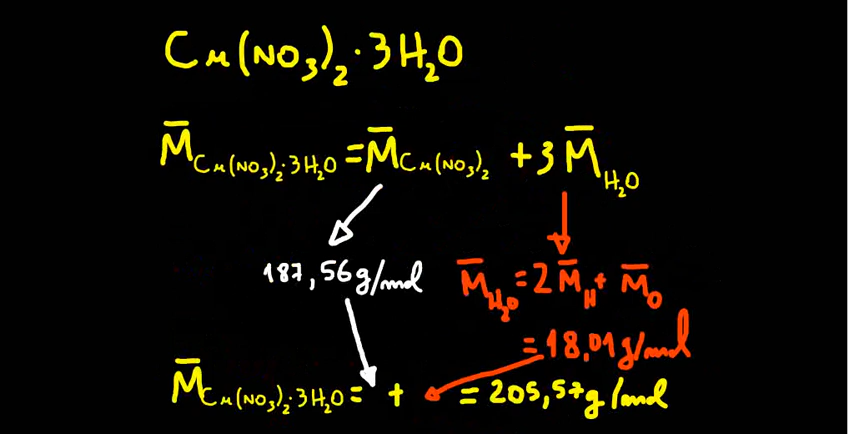 Cu(NO₃)₂·3H₂O
M̄Cu(NO₃)₂·3H₂O = M̄Cu(NO₃)₂ + 3 M̄H₂O
187,56 g/mol
M̄H₂O = 2 M̄H + M̄O
= 18,01 g/mol
M̄Cu(NO₃)₂·3H₂O = + = 205,57 g/mol